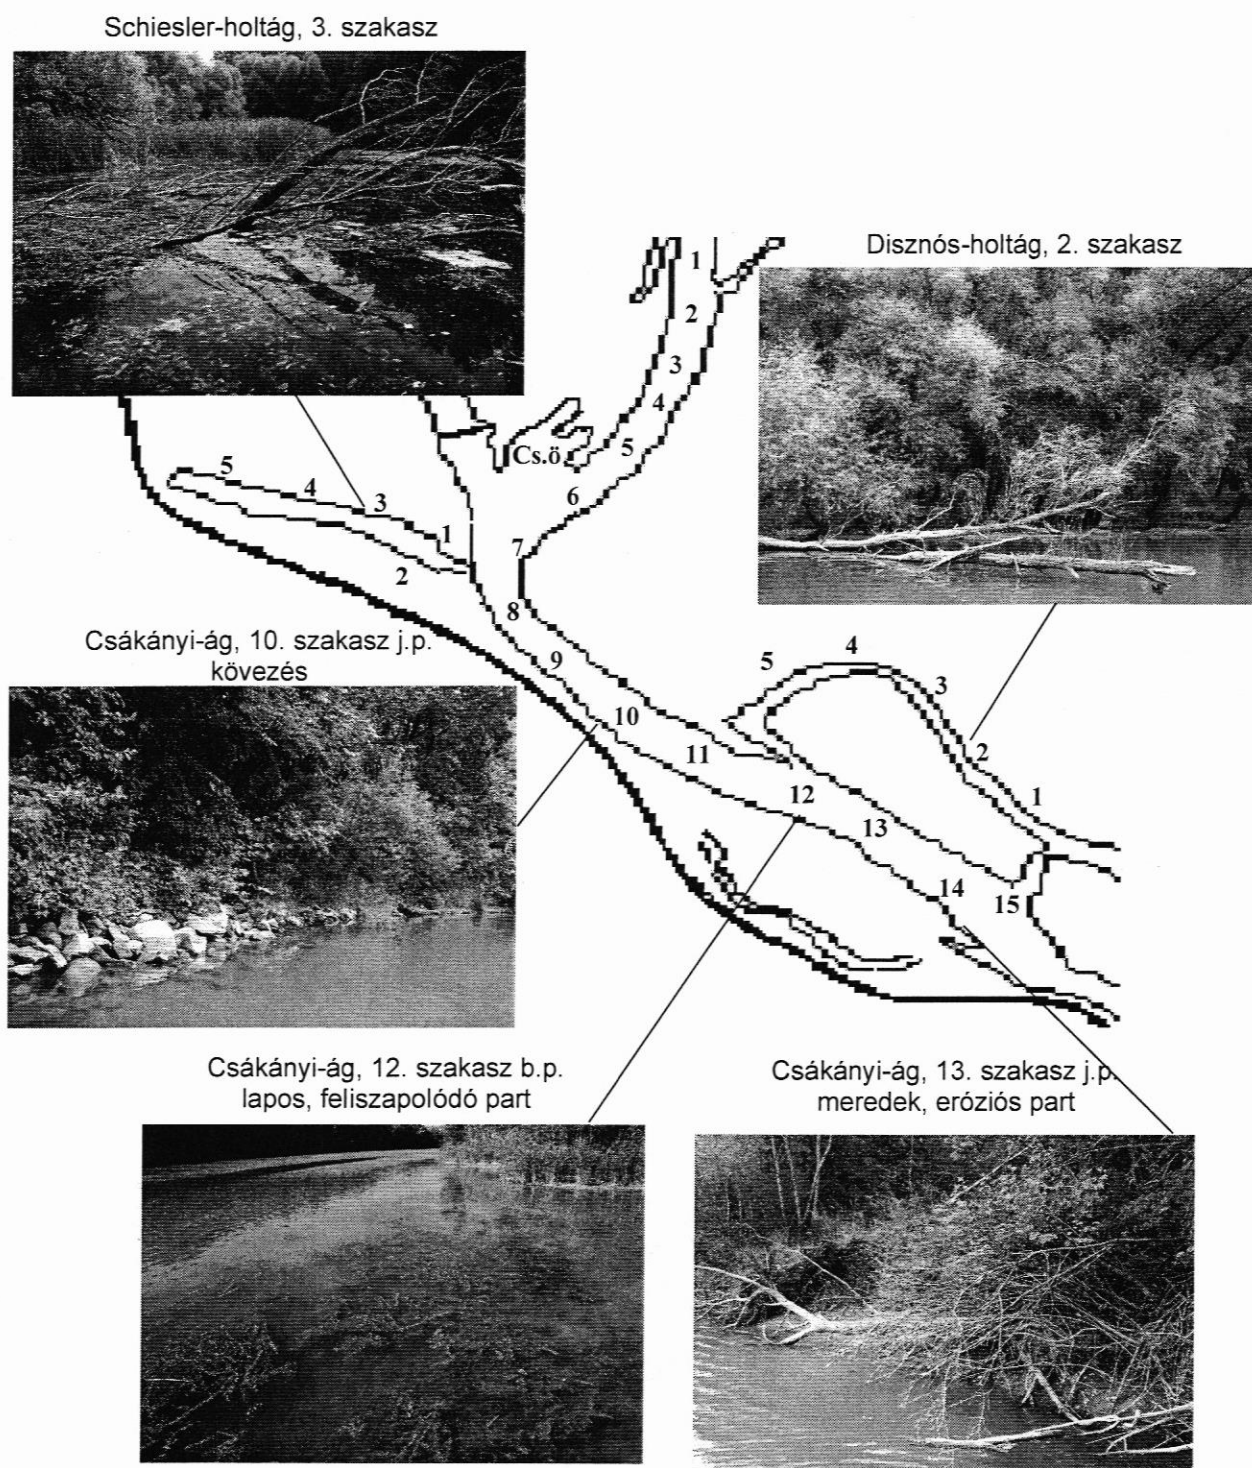 Schiesler-holtág, 3. szakasz
Disznós-holtág, 2. szakasz
1
2
3
4
5
6
Cs.ö.
7
8
9
10
11
12
13
14
15
5
4
3
1
2
5
4
3
2
1
Csákányi-ág, 10. szakasz j.p.
kövezés
Csákányi-ág, 12. szakasz b.p.
lapos, feliszapolódó part
Csákányi-ág, 13. szakasz j.p.
meredek, eróziós part